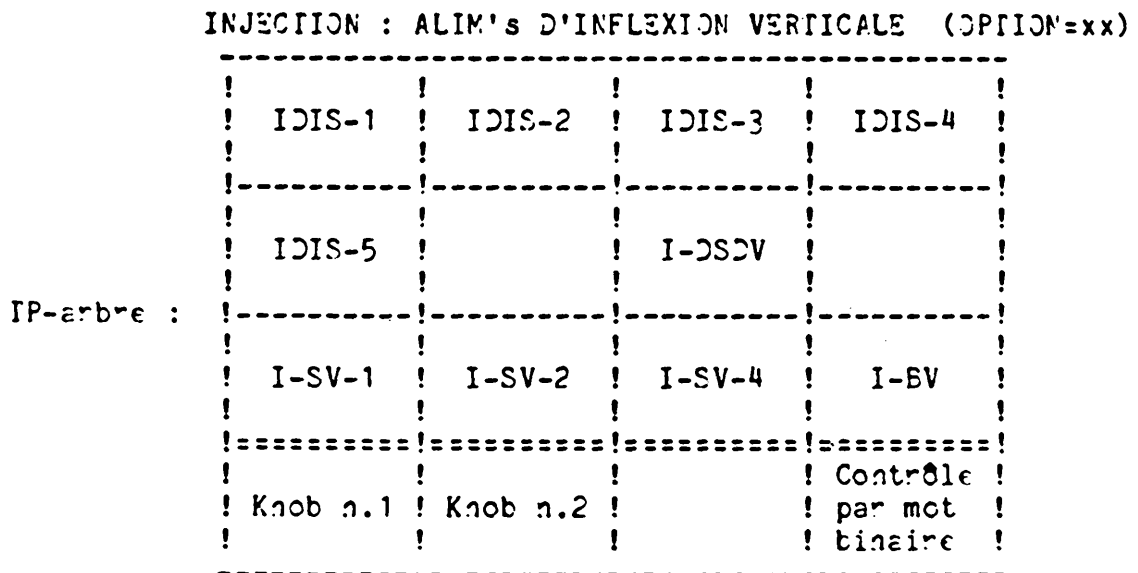 INJECTION : ALIM's D'INFLEXION VERTICALE (OPTION=xx)
IDIS-1 ! IDIS-2 ! IDIS-3 ! IDIS-4
IDIS-5 ! ! I-DSDV !
TP-arbre :
I-SV-1 ! I-SV-2 ! I-SV-4 ! I-BV
Contrôle
Knob n.1 ! Knob n.2 ! ! par mot
binaire